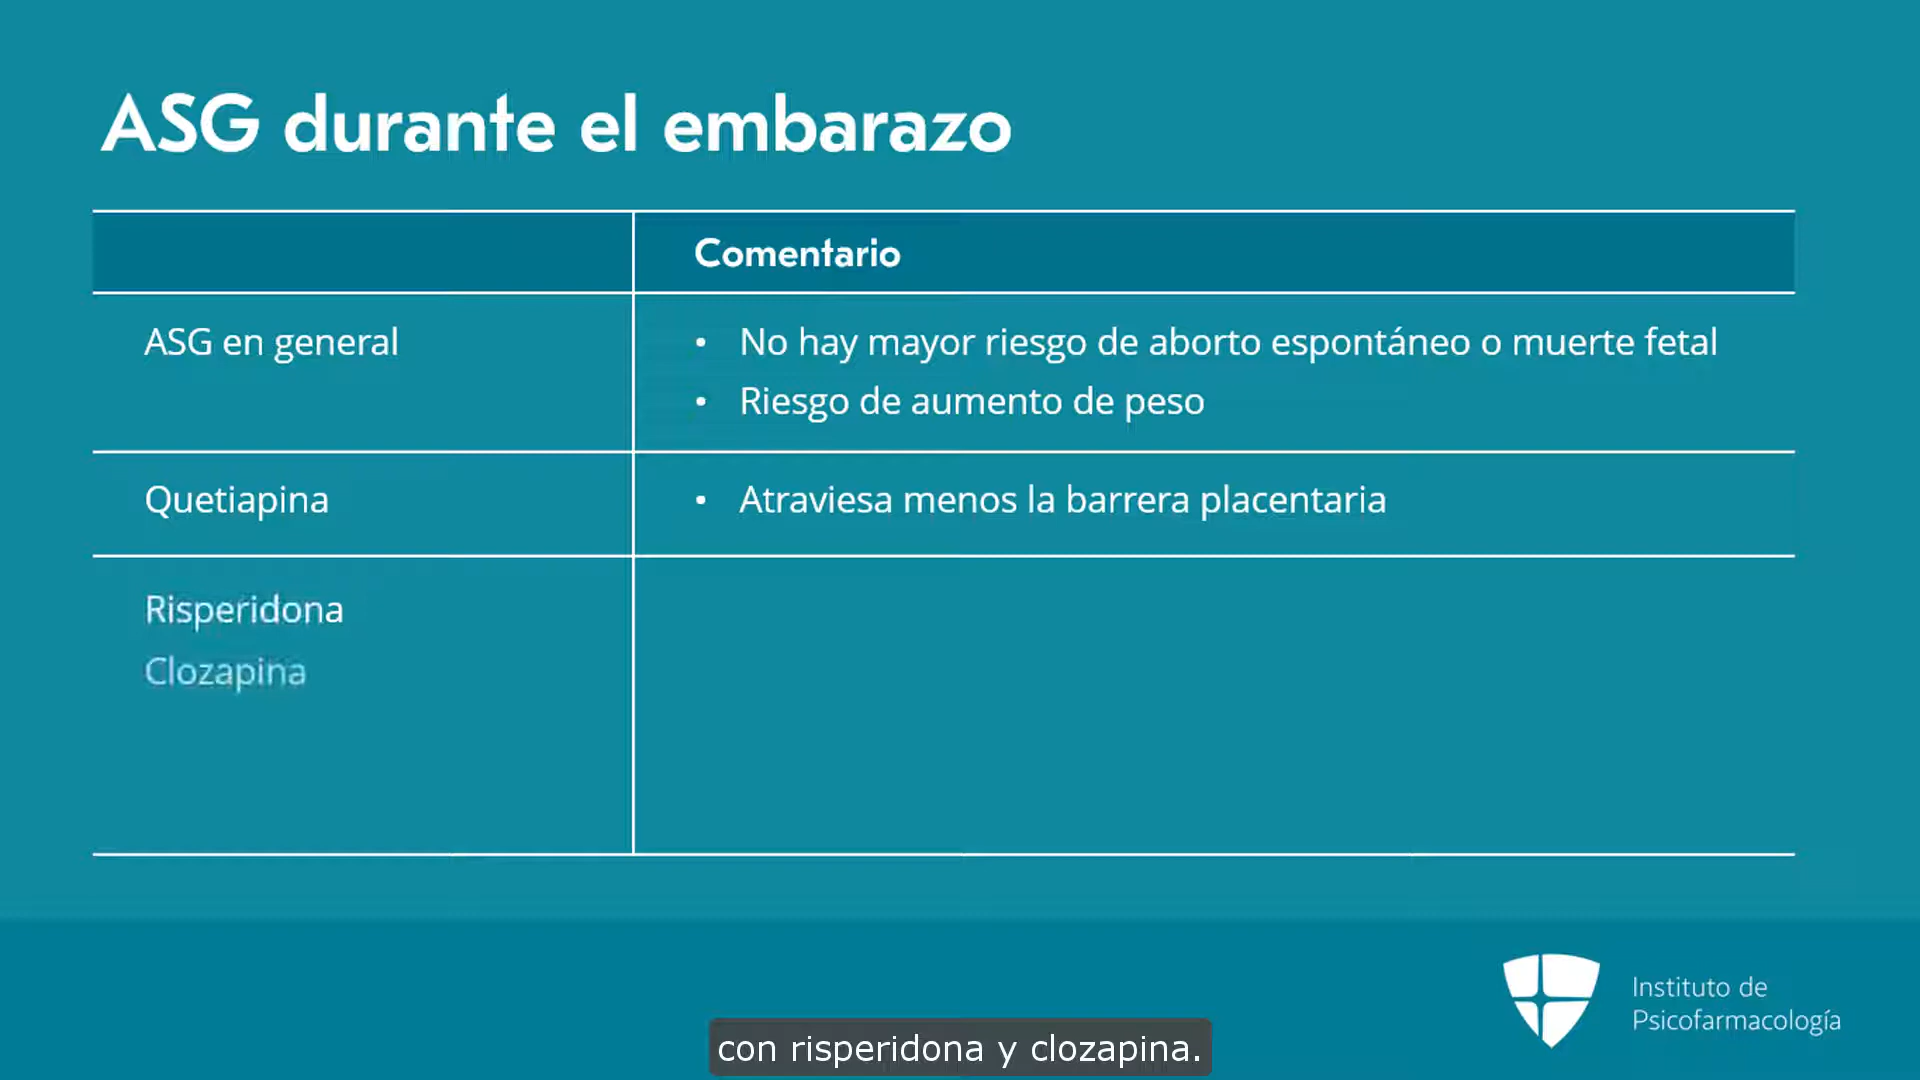 ASG durante el embarazo
Comentario
ASG en general
• No hay mayor riesgo de aborto espontáneo o muerte fetal
• Riesgo de aumento de peso
Quetiapina
• Atraviesa menos la barrera placentaria
Risperidona
Clozapina
Instituto de
Psicofarmacología
con risperidona y clozapina.